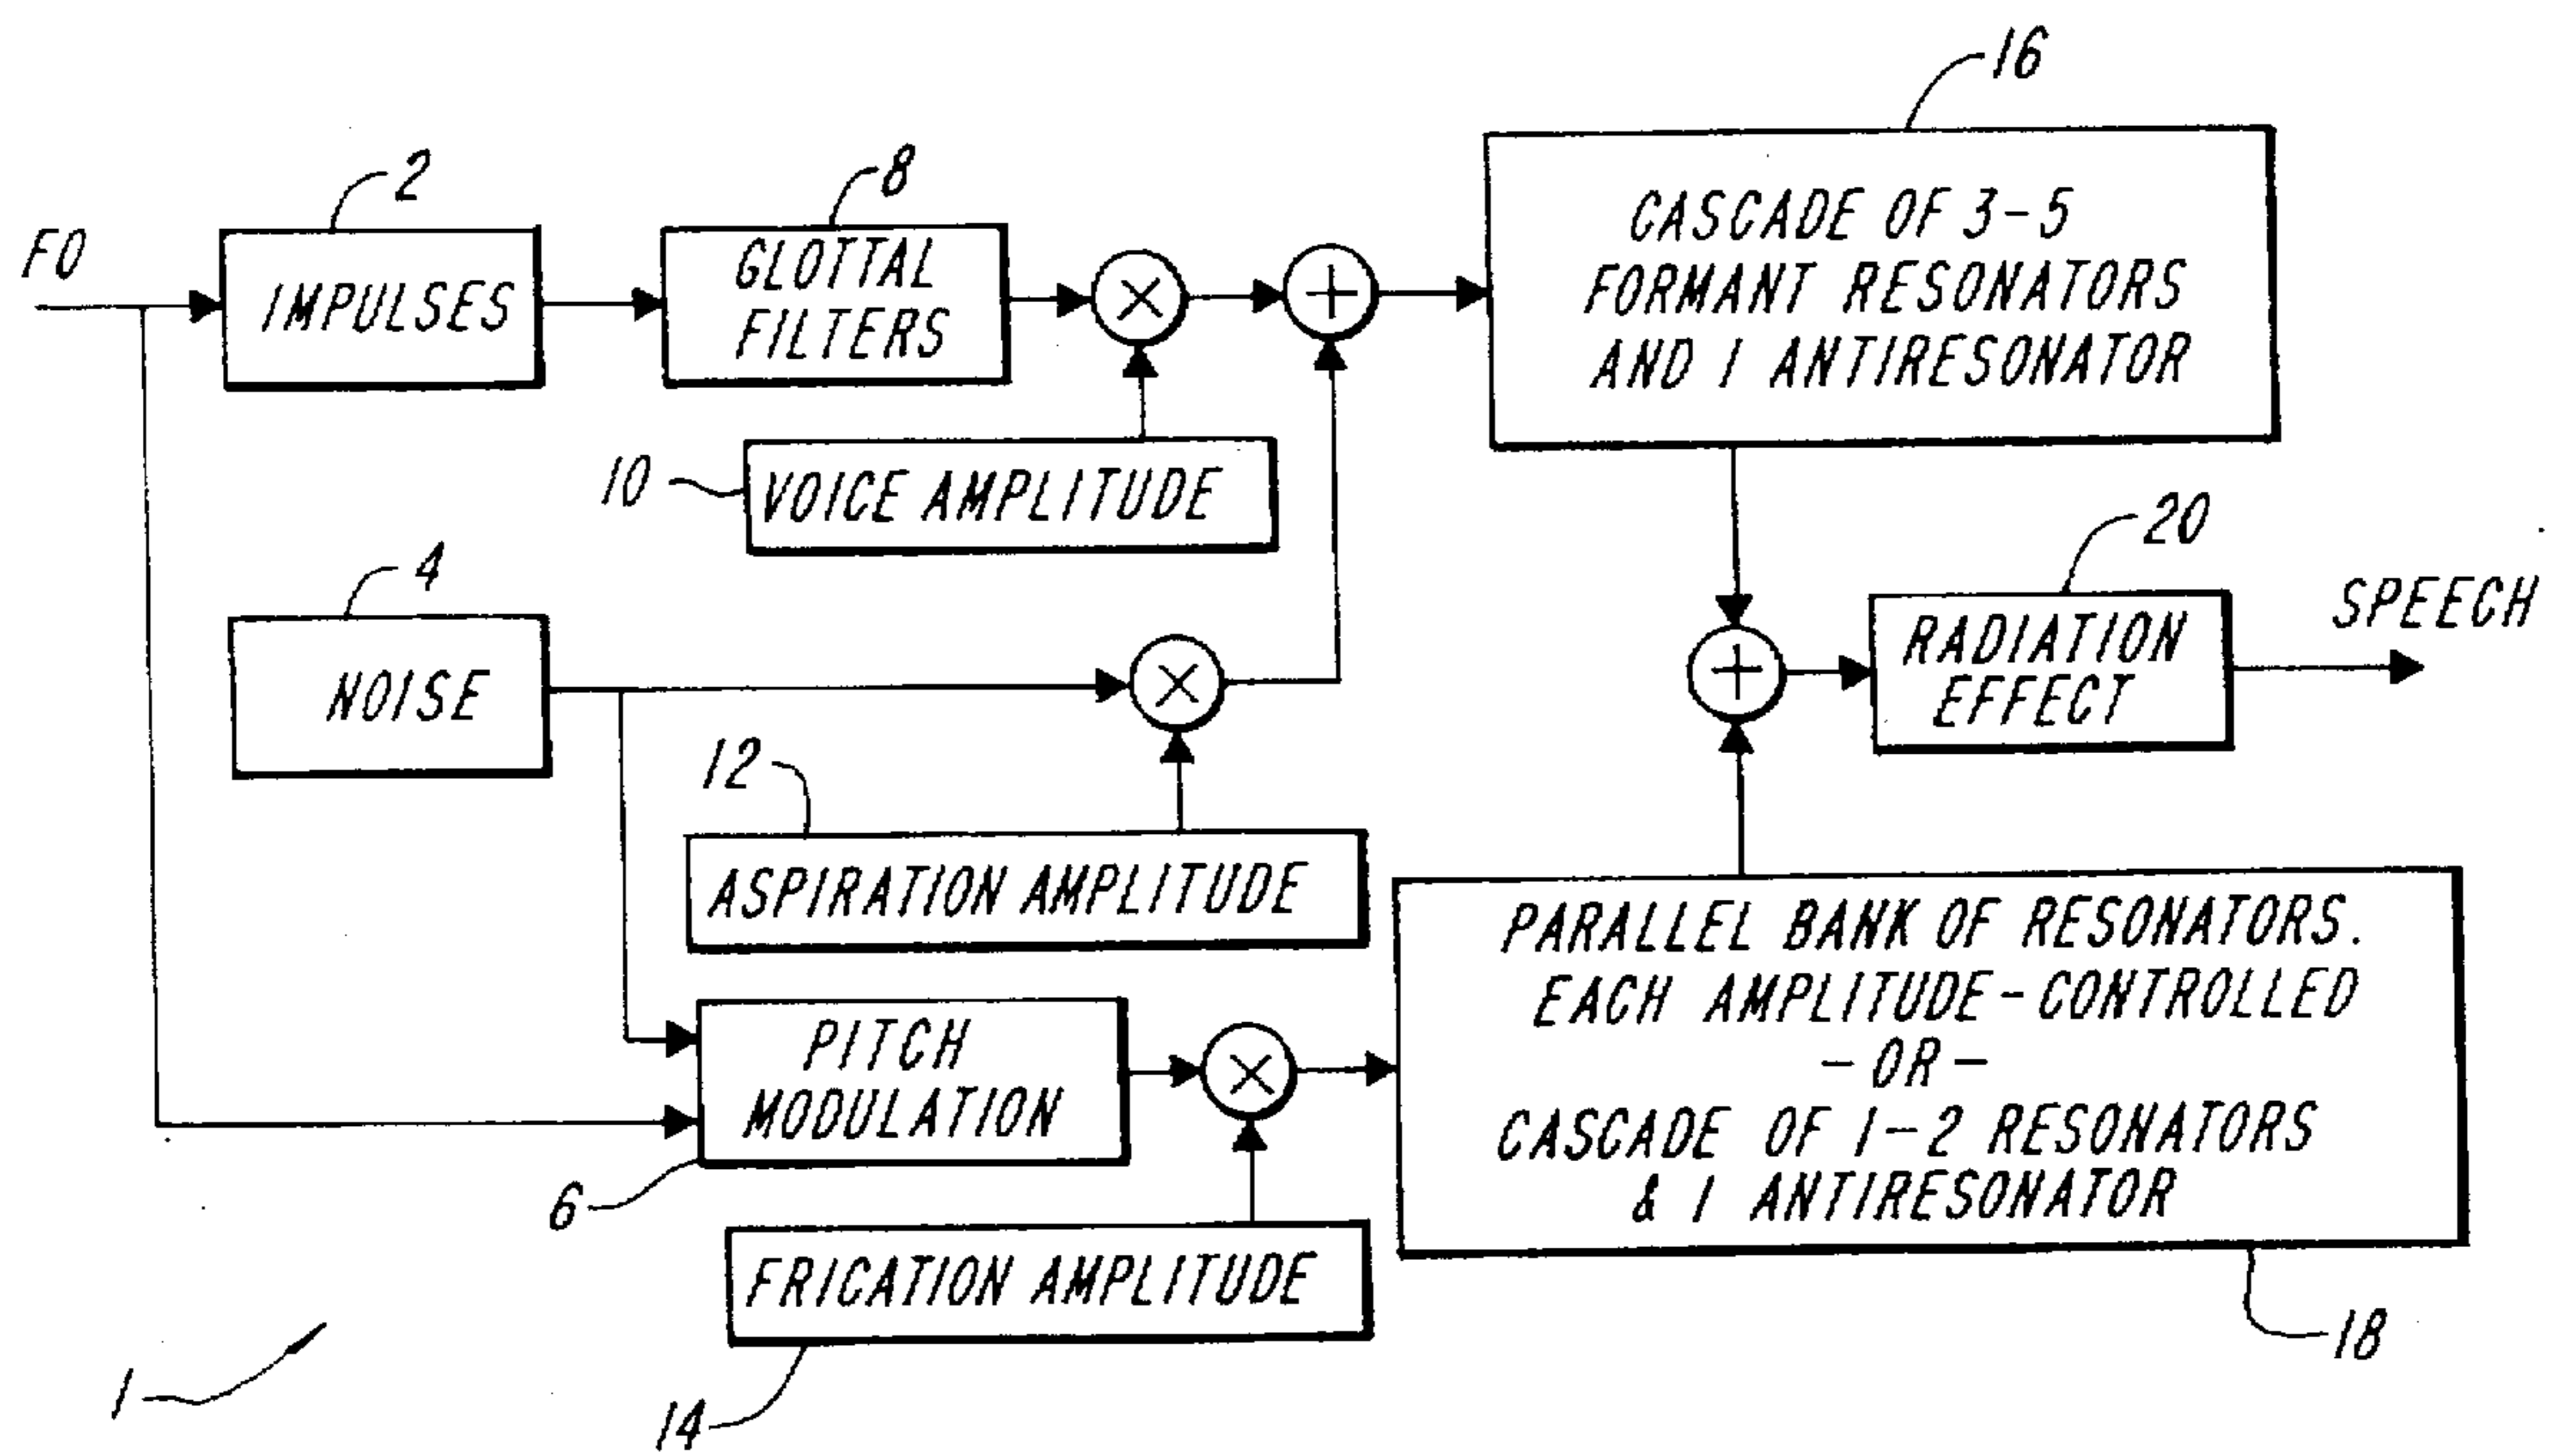 16
2
8
F0
IMPULSES
GLOTTAL
FILTERS
×
+
CASCADE OF 3-5
FORMANT RESONATORS
AND 1 ANTIRESONATOR
10
VOICE AMPLITUDE
4
NOISE
×
20
+
RADIATION
EFFECT
SPEECH
12
ASPIRATION AMPLITUDE
6
PITCH
MODULATION
×
PARALLEL BANK OF RESONATORS.
EACH AMPLITUDE-CONTROLLED
-OR-
CASCADE OF 1-2 RESONATORS
& 1 ANTIRESONATOR
FRICATION AMPLITUDE
14
18
1